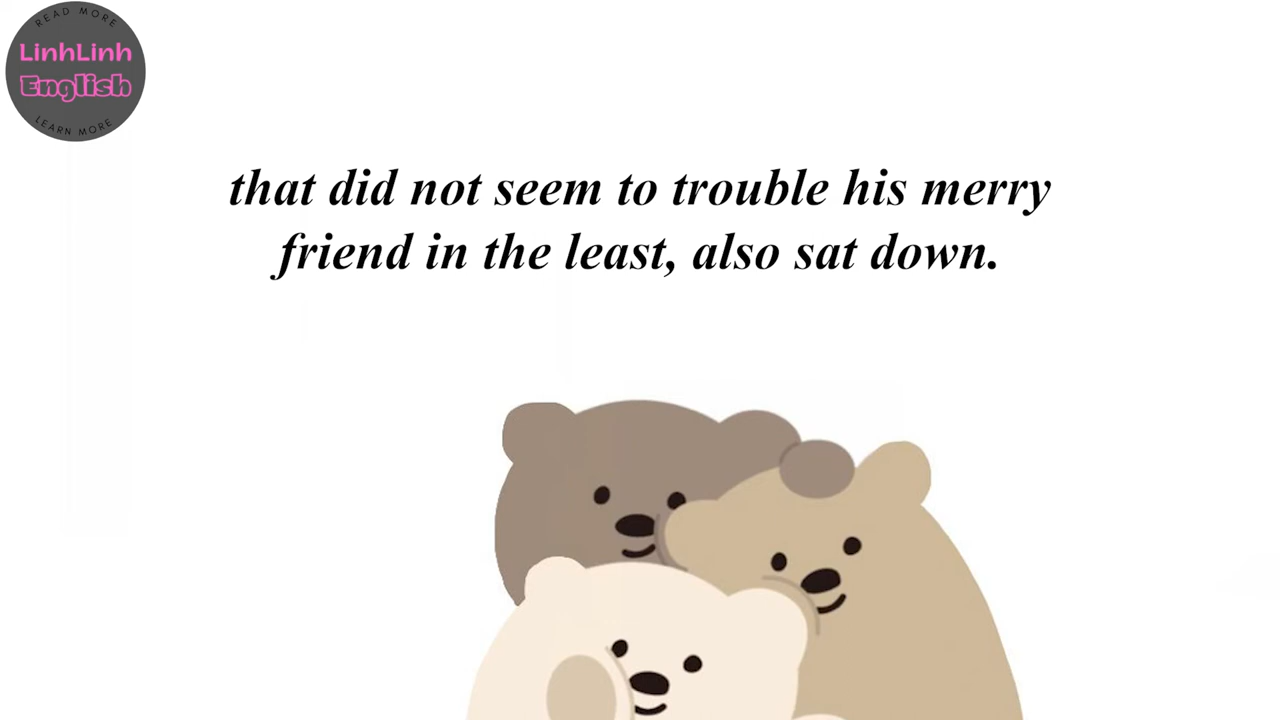 READ MORE
LinhLinh
English
LEARN MORE
that did not seem to trouble his merry
friend in the least, also sat down.